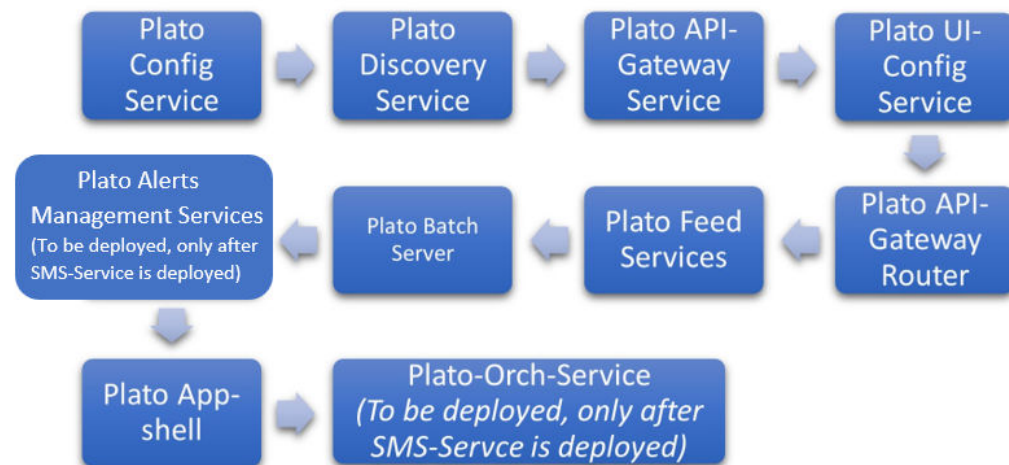 Plato
Config
Service
Plato
Discovery
Service
Plato API-
Gateway
Service
Plato UI-
Config
Service
Plato API-
Gateway
Router
Plato Feed
Services
Plato Batch
Server
Plato Alerts
Management Services
(To be deployed, only after
SMS-Service is deployed)
Plato App-
shell
Plato-Orch-Service
(To be deployed, only after
SMS-Servce is deployed)